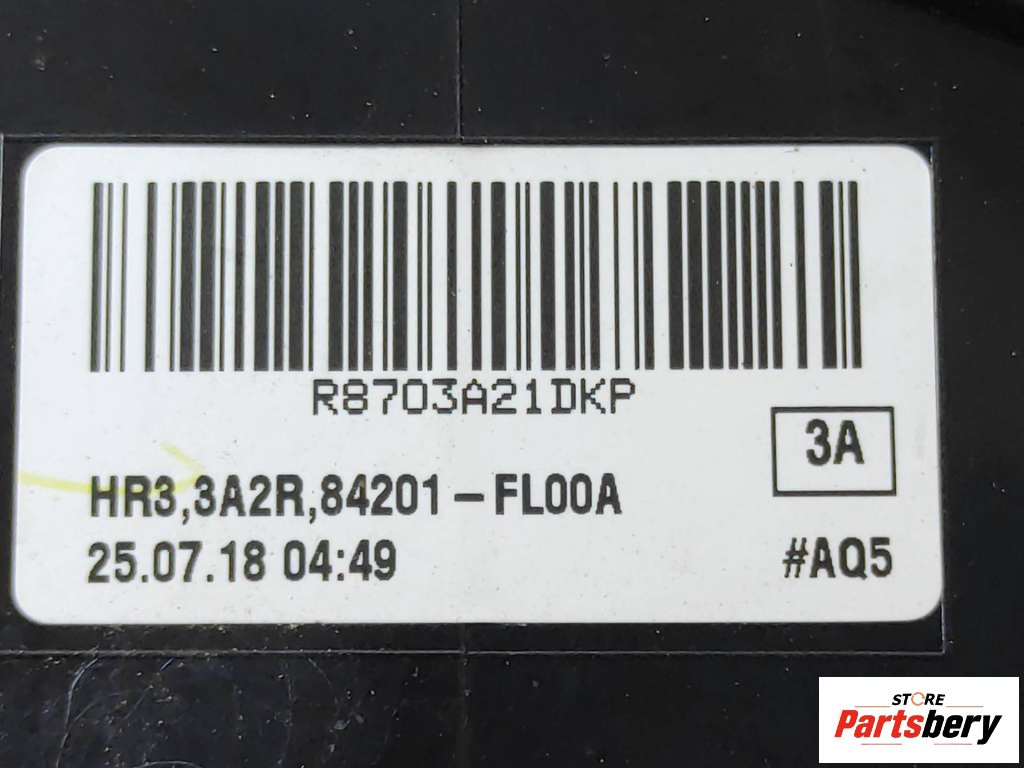 R8703A21DKP
3A
HR3,3A2R,84201-FL00A
25.07.18 04:49
#AQ5
STORE
Partsbery